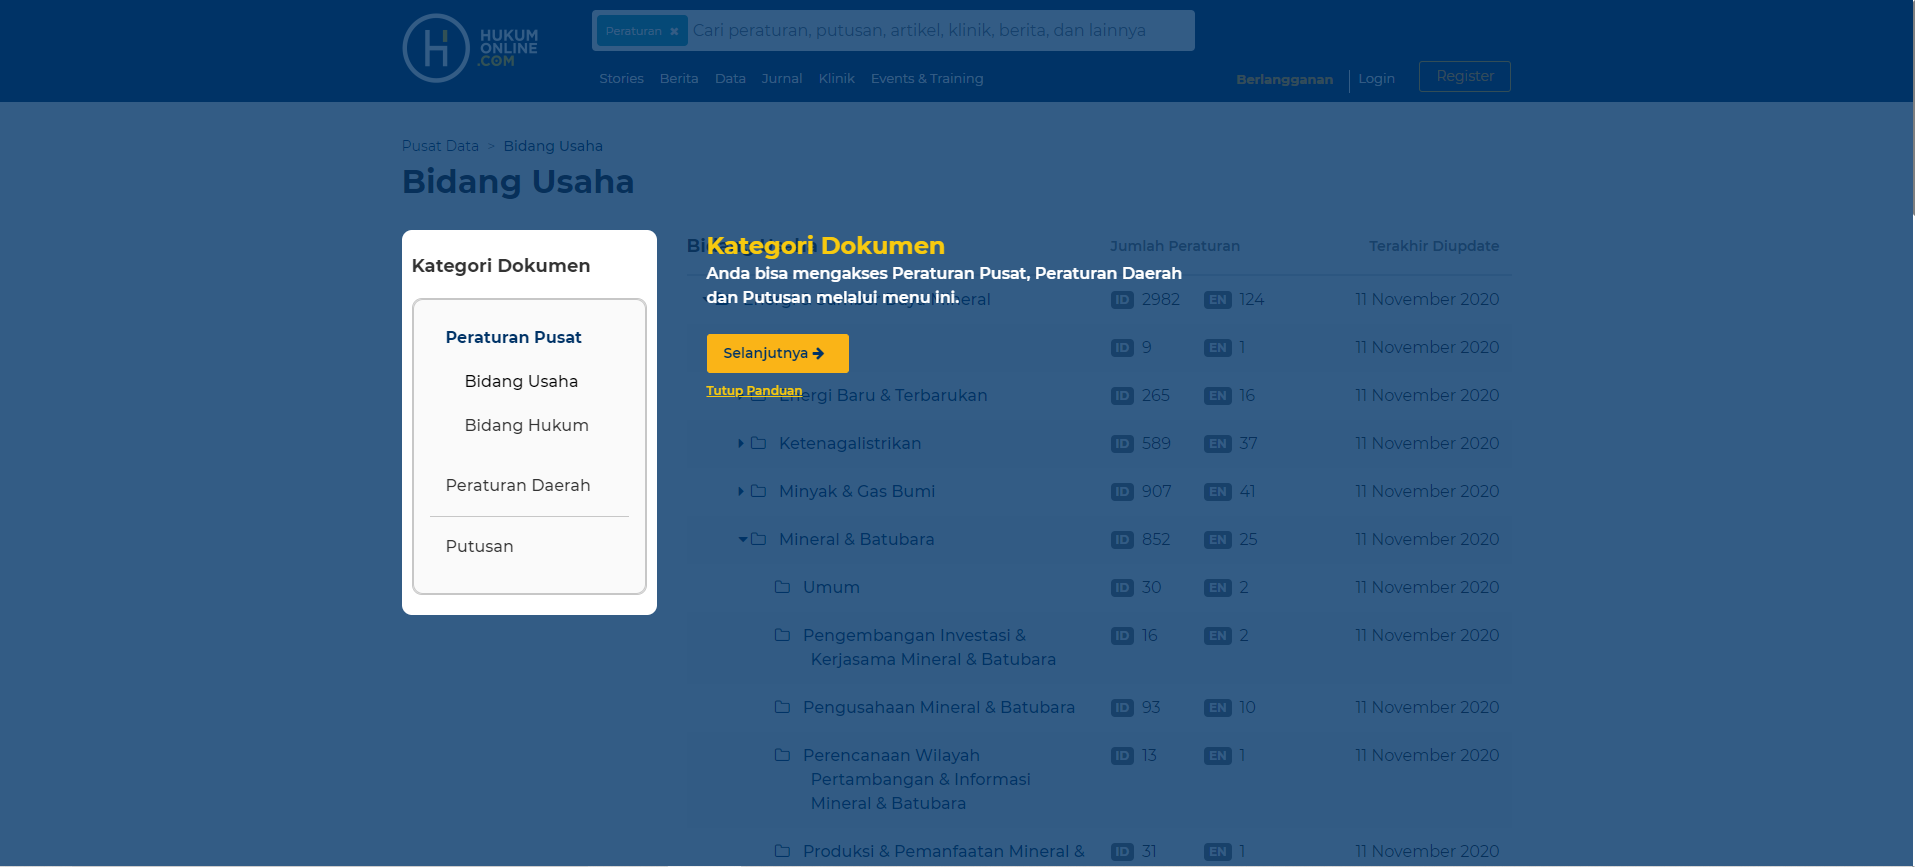 HUKUM
ONLINE
.COM
Peraturan ✖ Cari peraturan, putusan, artikel, klinik, berita, dan lainnya
Stories Berita Data Jurnal Klinik Events & Training Berlangganan Login Register
Pusat Data > Bidang Usaha
Bidang Usaha
Kategori Dokumen
Peraturan Pusat
Bidang Usaha
Bidang Hukum
Peraturan Daerah
Putusan
Kategori Dokumen
Anda bisa mengakses Peraturan Pusat, Peraturan Daerah
dan Putusan melalui menu ini.
Selanjutnya
Tutup Panduan
Jumlah Peraturan Terakhir Diupdate
ID 2982 EN 124 11 November 2020
ID 9 EN 1 11 November 2020
Energi Baru & Terbarukan ID 265 EN 16 11 November 2020
Ketenagalistrikan ID 589 EN 37 11 November 2020
Minyak & Gas Bumi ID 907 EN 41 11 November 2020
Mineral & Batubara ID 852 EN 25 11 November 2020
Umum ID 30 EN 2 11 November 2020
Pengembangan Investasi & ID 16 EN 2 11 November 2020
Kerjasama Mineral & Batubara
Pengusahaan Mineral & Batubara ID 93 EN 10 11 November 2020
Perencanaan Wilayah ID 13 EN 1 11 November 2020
Pertambangan & Informasi
Mineral & Batubara
Produksi & Pemanfaatan Mineral & ID 31 EN 1 11 November 2020